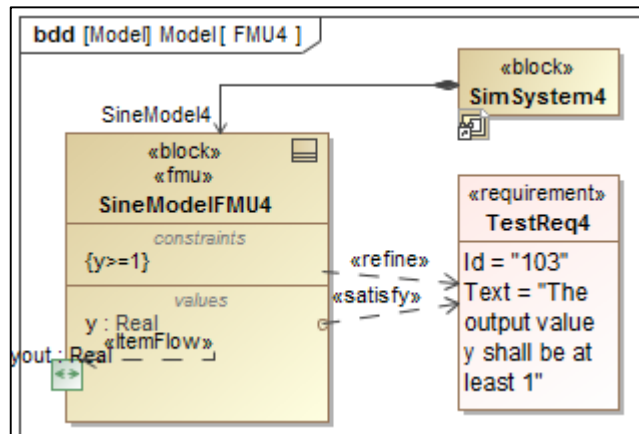 bdd [Model] Model[ FMU4 ]
«block»
SimSystem4
SineModel4
«block»
«fmu»
SineModelFMU4
constraints
{y>=1}
values
y : Real
«ItemFlow»
yout : Real
«refine»
«satisfy»
«requirement»
TestReq4
Id = "103"
Text = "The
output value
y shall be at
least 1"